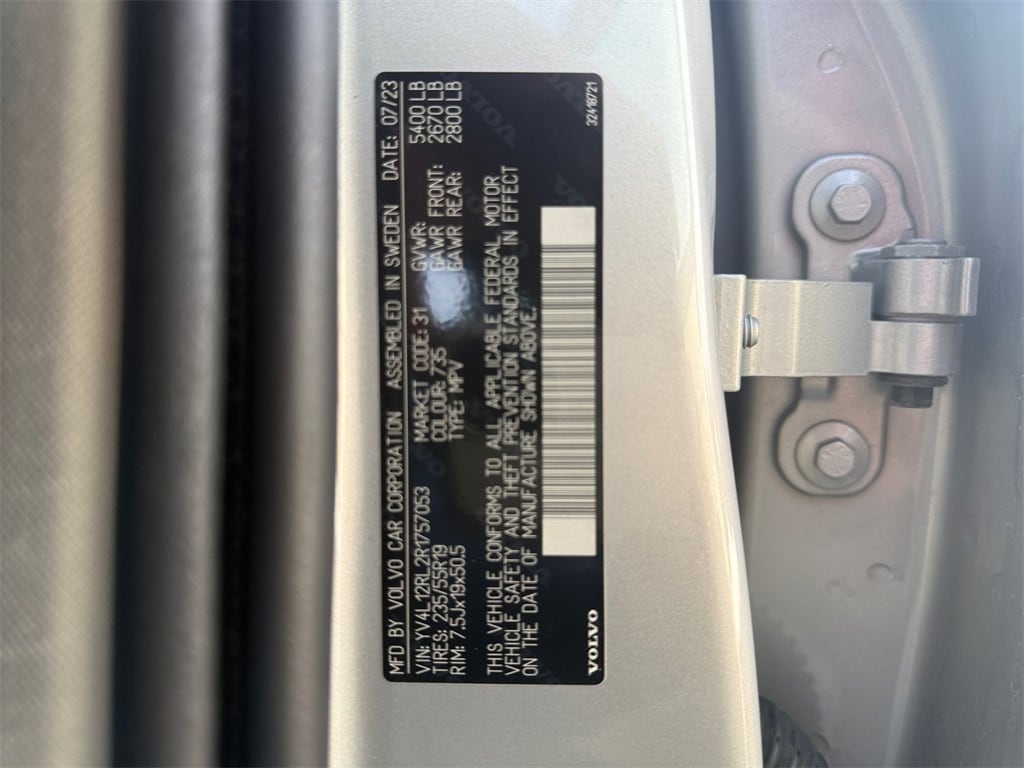 MFD BY VOLVO CAR CORPORATION ASSEMBLED IN SWEDEN DATE: 07/23
VIN: YV4L12RL2R1757053 MARKET CODE: 31 GVWR: 5400 LB
TIRES: 235/55R19 COLOUR: 735 GAWR FRONT: 2670 LB
RIM: 7.5Jx19x50.5 TYPE: MPV GAWR REAR: 2800 LB
THIS VEHICLE CONFORMS TO ALL APPLICABLE FEDERAL MOTOR
VEHICLE SAFETY AND THEFT PREVENTION STANDARDS IN EFFECT
ON THE DATE OF MANUFACTURE SHOWN ABOVE.
VOLVO 32418721